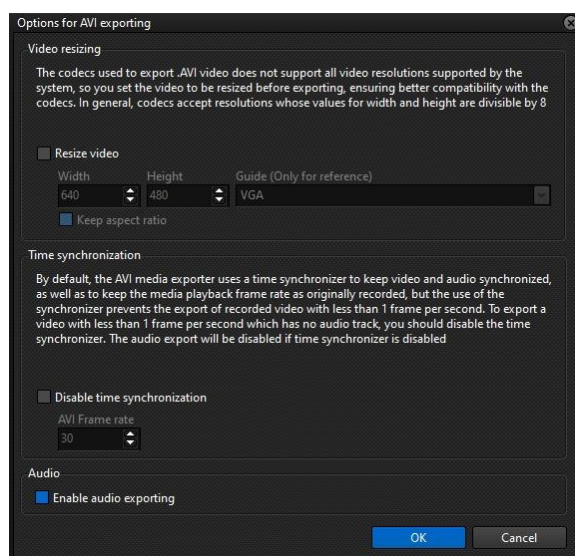 Options for AVI exporting
Video resizing
The codecs used to export .AVI video does not support all video resolutions supported by the
system, so you set the video to be resized before exporting, ensuring better compatibility with the
codecs. In general, codecs accept resolutions whose values for width and height are divisible by 8
Resize video
Width Height Guide (Only for reference)
640 480 VGA
Keep aspect ratio
Time synchronization
By default, the AVI media exporter uses a time synchronizer to keep video and audio synchronized,
as well as to keep the media playback frame rate as originally recorded, but the use of the
synchronizer prevents the export of recorded video with less than 1 frame per second. To export a
video with less than 1 frame per second which has no audio track, you should disable the time
synchronizer. The audio export will be disabled if time synchronizer is disabled
Disable time synchronization
AVI Frame rate
30
Audio
Enable audio exporting
OK Cancel